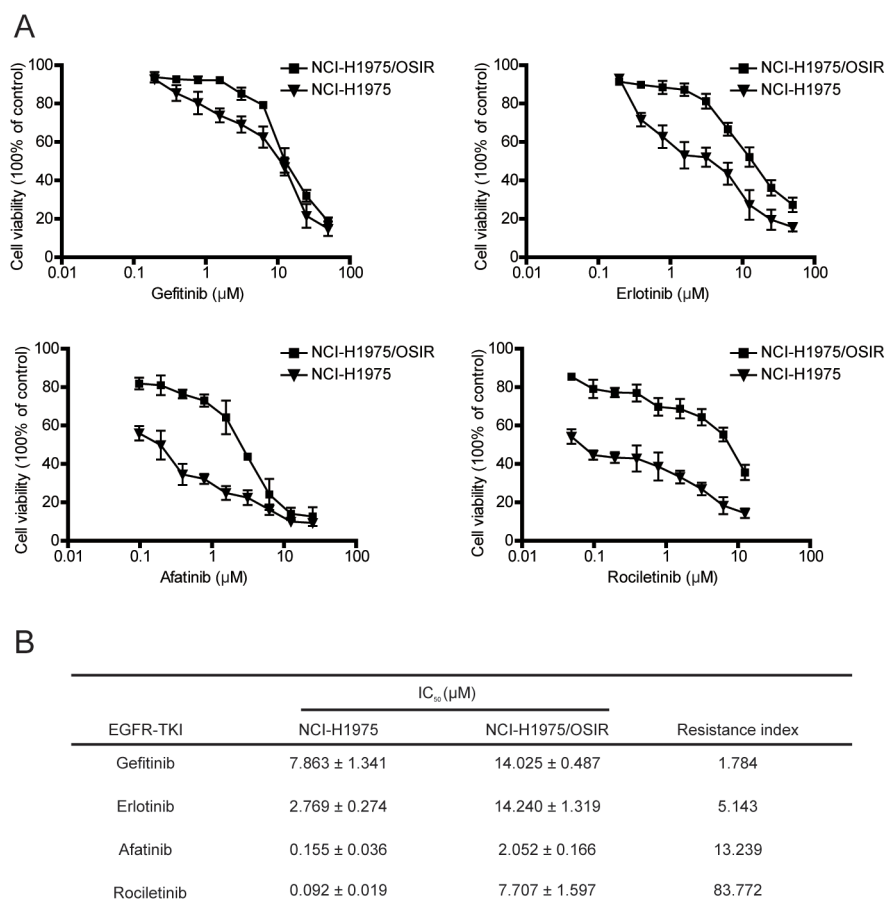 A
NCI-H1975/OSIR
NCI-H1975
Cell viability (100% of control)
100
80
60
40
20
0
0.01 0.1 1 10 100
Gefitinib (μM)
NCI-H1975/OSIR
NCI-H1975
Cell viability (100% of control)
100
80
60
40
20
0
0.01 0.1 1 10 100
Erlotinib (μM)
NCI-H1975/OSIR
NCI-H1975
Cell viability (100% of control)
100
80
60
40
20
0
0.01 0.1 1 10 100
Afatinib (μM)
NCI-H1975/OSIR
NCI-H1975
Cell viability (100% of control)
100
80
60
40
20
0
0.01 0.1 1 10 100
Rociletinib (μM)
B
IC₅₀ (μM)
EGFR-TKI NCI-H1975 NCI-H1975/OSIR Resistance index
Gefitinib 7.863 ± 1.341 14.025 ± 0.487 1.784
Erlotinib 2.769 ± 0.274 14.240 ± 1.319 5.143
Afatinib 0.155 ± 0.036 2.052 ± 0.166 13.239
Rociletinib 0.092 ± 0.019 7.707 ± 1.597 83.772